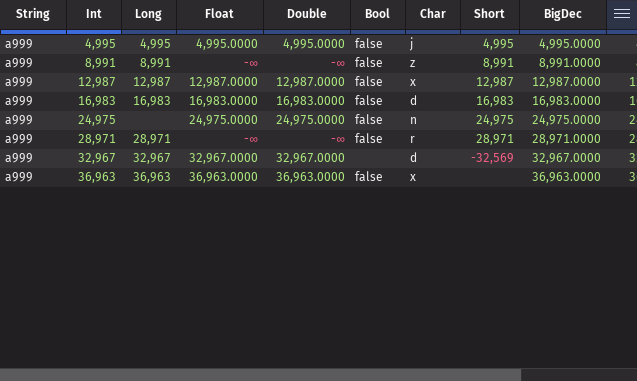 String Int Long Float Double Bool Char Short BigDec
a999 4,995 4,995 4,995.0000 4,995.0000 false j 4,995 4,995.0000
a999 8,991 8,991 -∞ -∞ false z 8,991 8,991.0000
a999 12,987 12,987 12,987.0000 12,987.0000 false x 12,987 12,987.0000 1
a999 16,983 16,983 16,983.0000 16,983.0000 false d 16,983 16,983.0000 1
a999 24,975 24,975.0000 24,975.0000 false n 24,975 24,975.0000 2
a999 28,971 28,971 -∞ -∞ false r 28,971 28,971.0000 2
a999 32,967 32,967 32,967.0000 32,967.0000 d -32,569 32,967.0000 3
a999 36,963 36,963 36,963.0000 36,963.0000 false x 36,963.0000 3